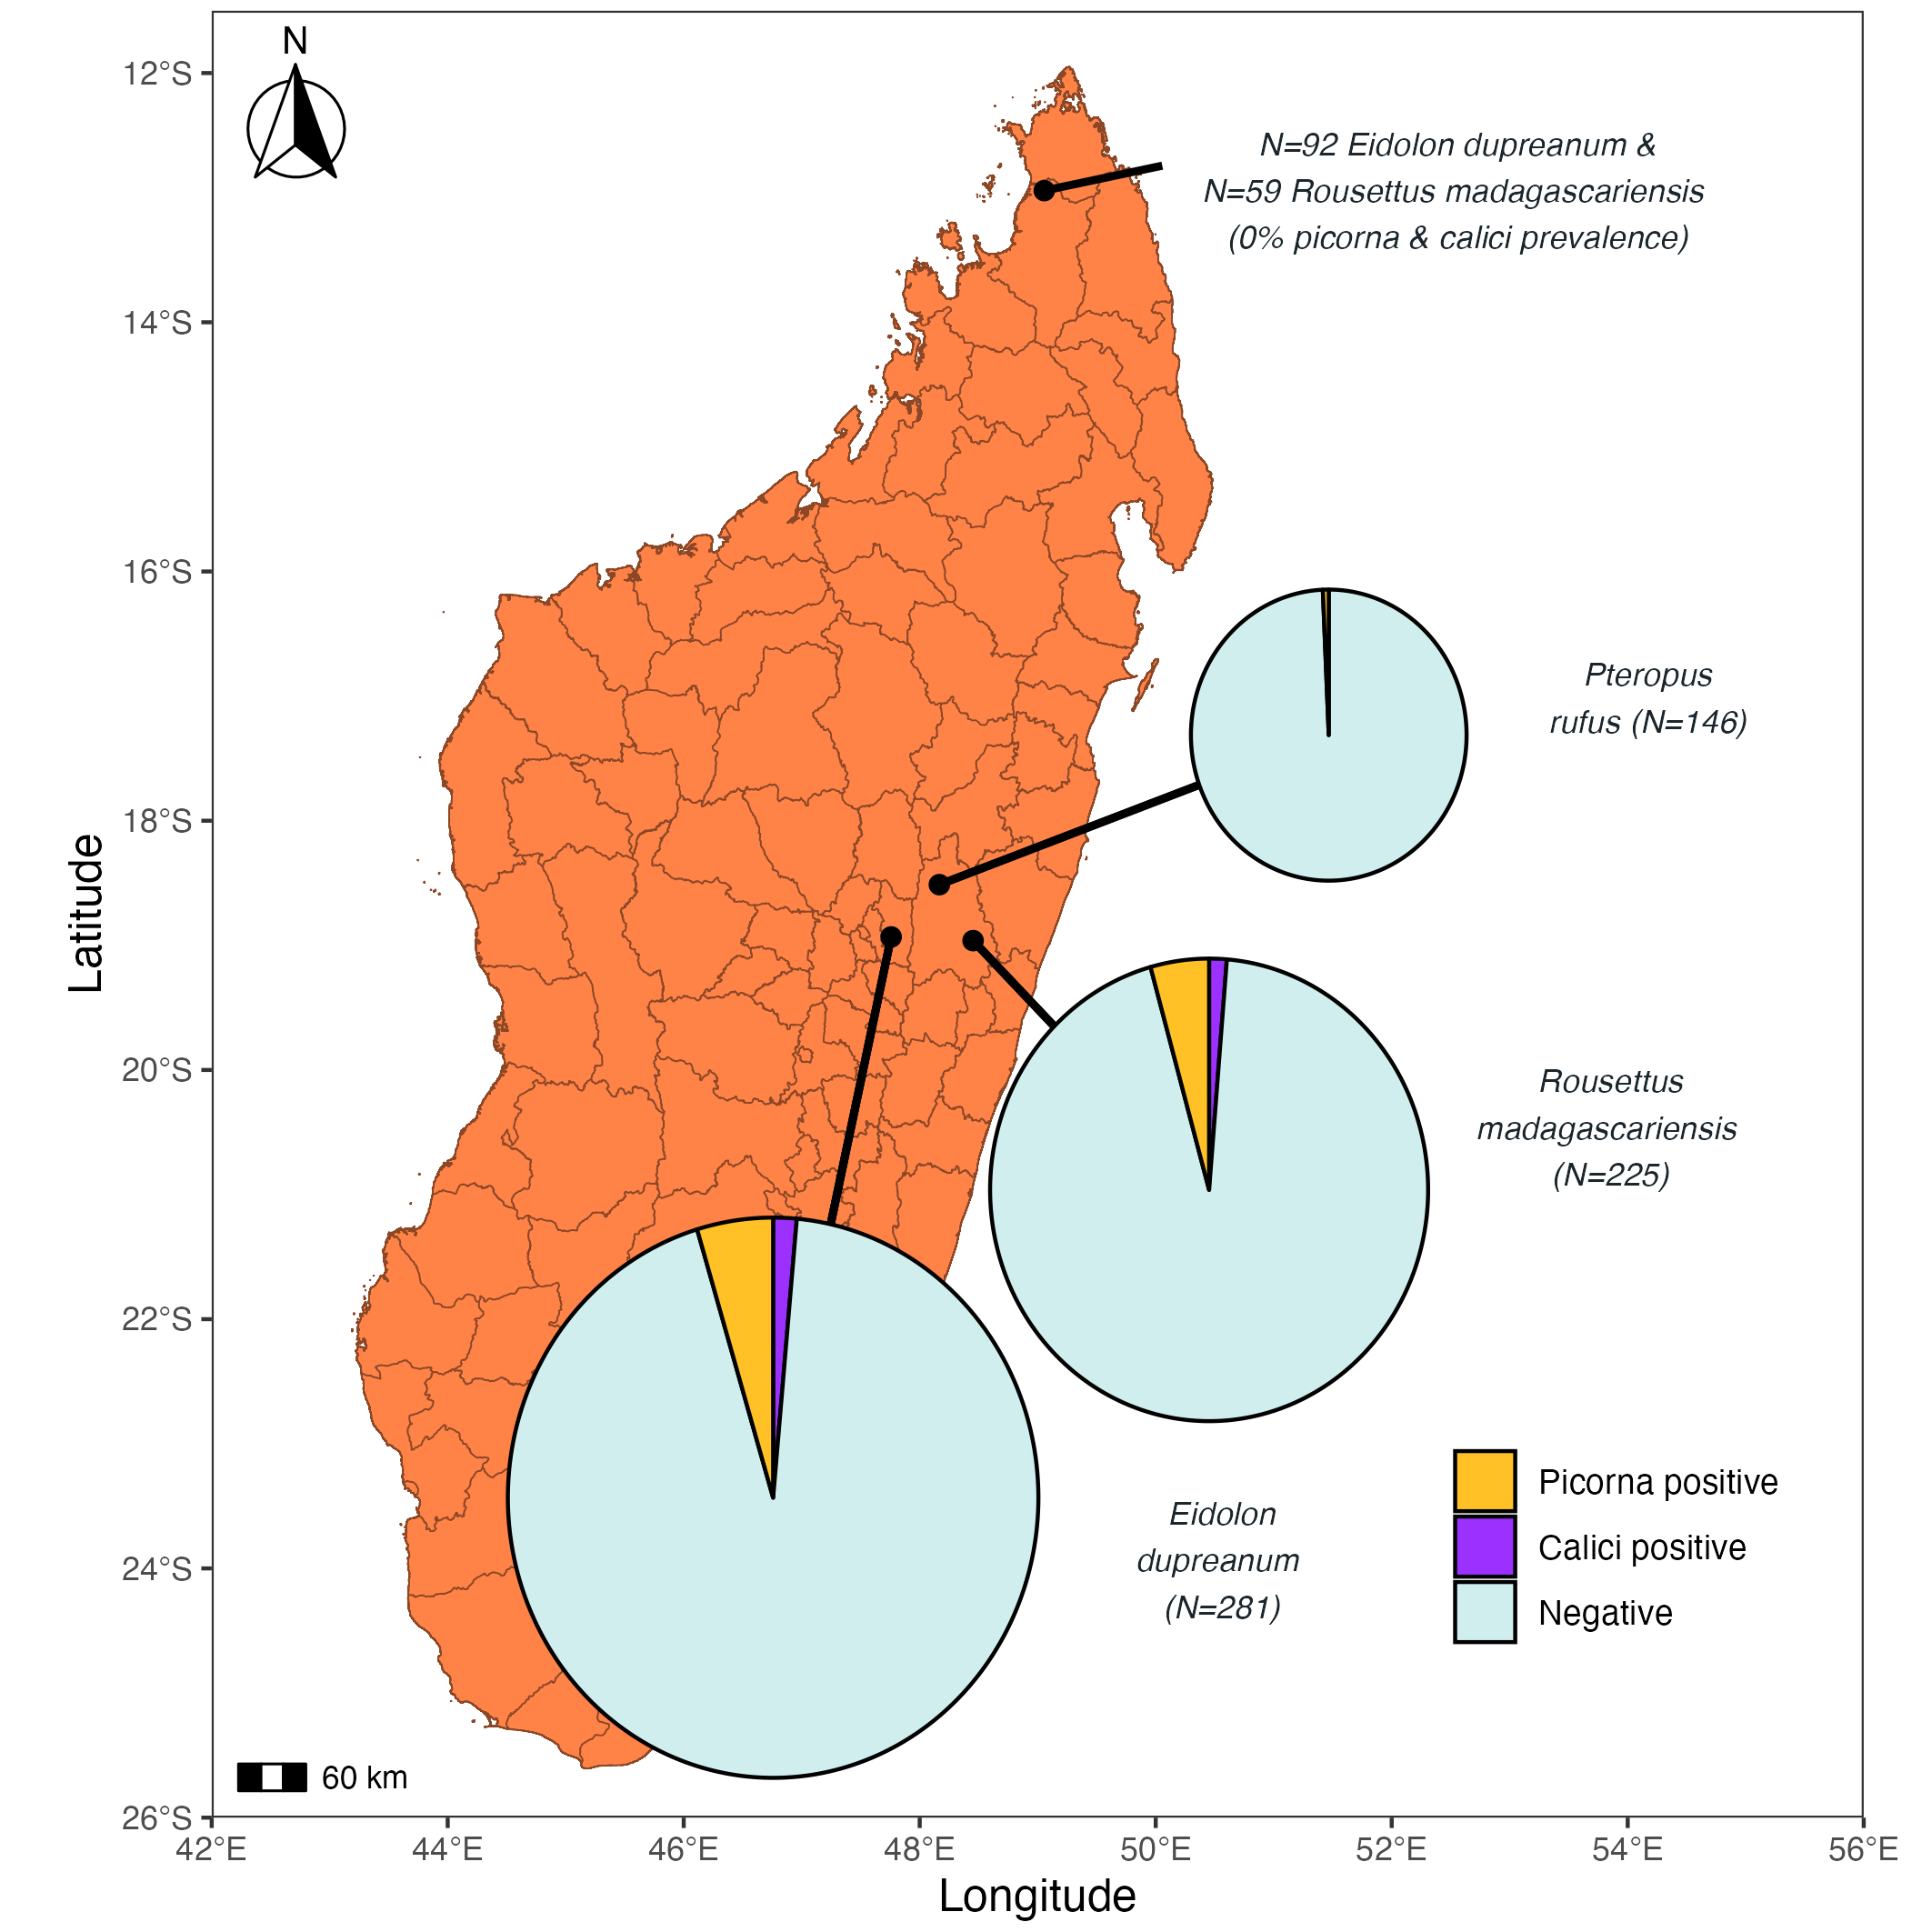 N
12°S
14°S
16°S
18°S
20°S
22°S
24°S
26°S
Latitude
N=92 Eidolon dupreanum &
N=59 Rousettus madagascariensis
(0% picorna & calici prevalence)
Pteropus
rufus (N=146)
Rousettus
madagascariensis
(N=225)
Eidolon
dupreanum
(N=281)
Picorna positive
Calici positive
Negative
60 km
42°E
44°E
46°E
48°E
50°E
52°E
54°E
56°E
Longitude